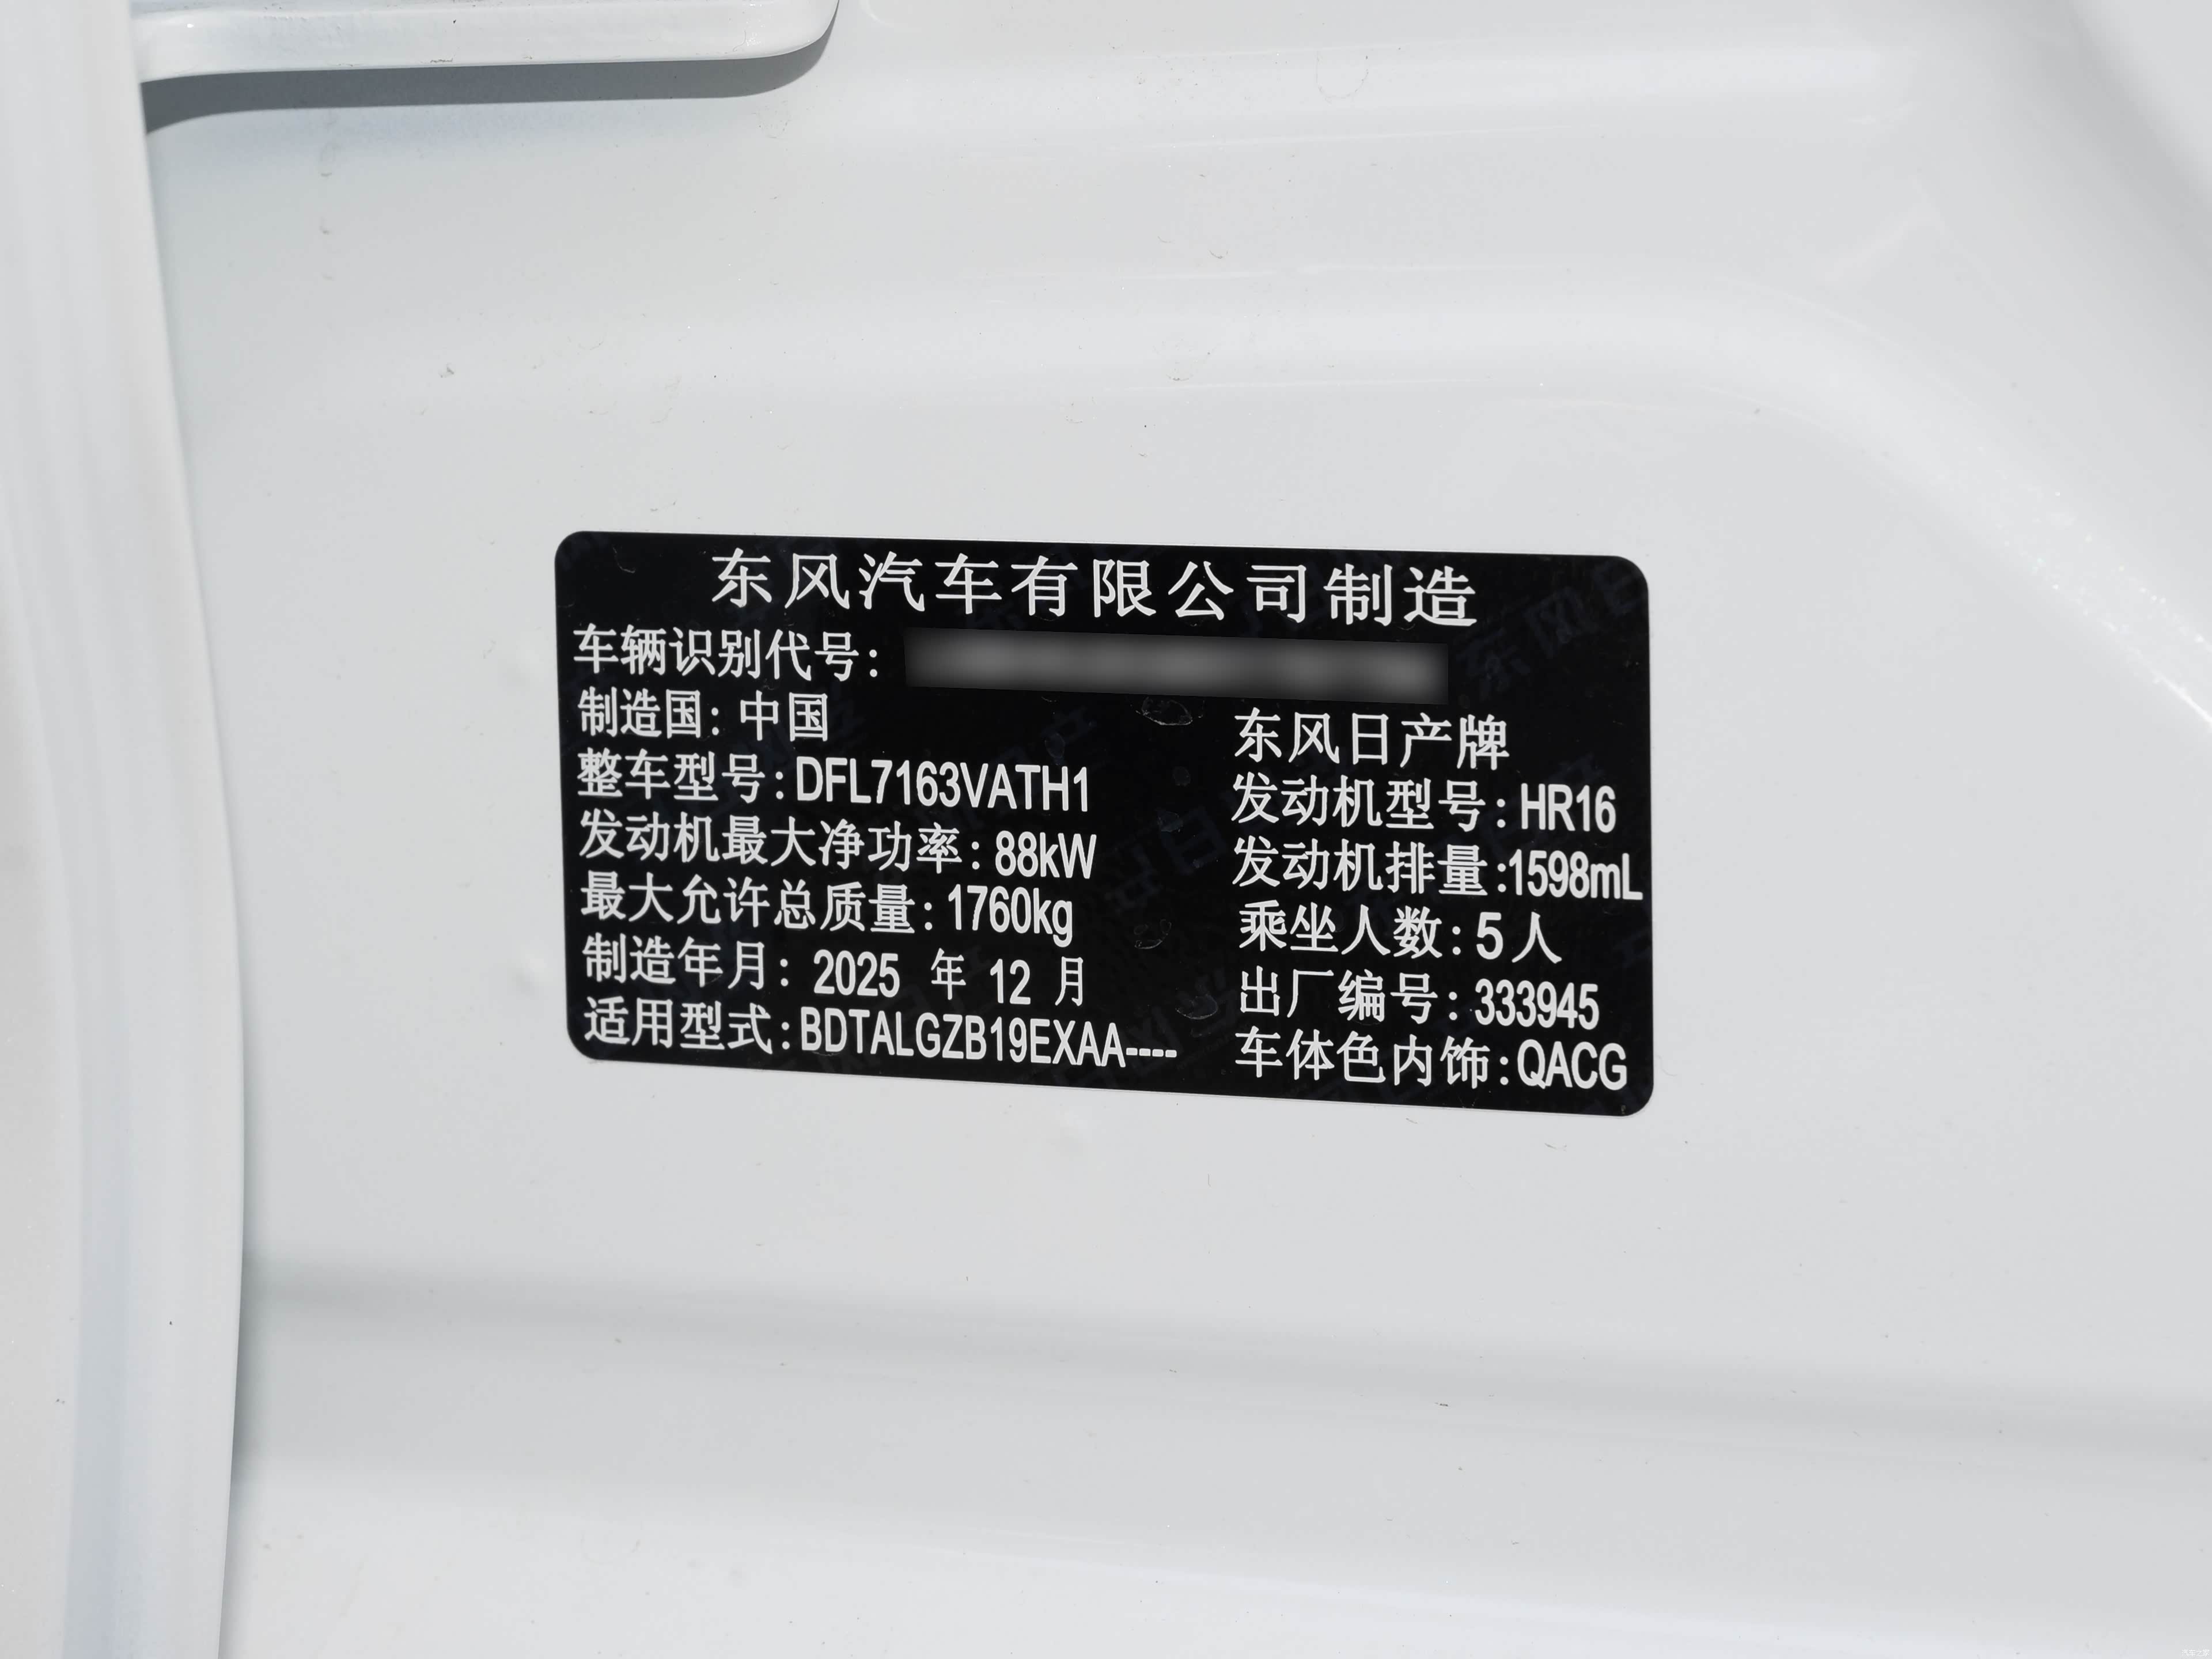 东风汽车有限公司制造
车辆识别代号:
制造国: 中国 东风日产牌
整车型号:DFL7163VATH1 发动机型号: HR16
发动机最大净功率: 88kW 发动机排量:1598mL
最大允许总质量:1760kg 乘坐人数: 5人
制造年月: 2025 年 12 月 出厂编号: 333945
适用型式:BDTALGZB19EXAA---- 车体色内饰:QACG